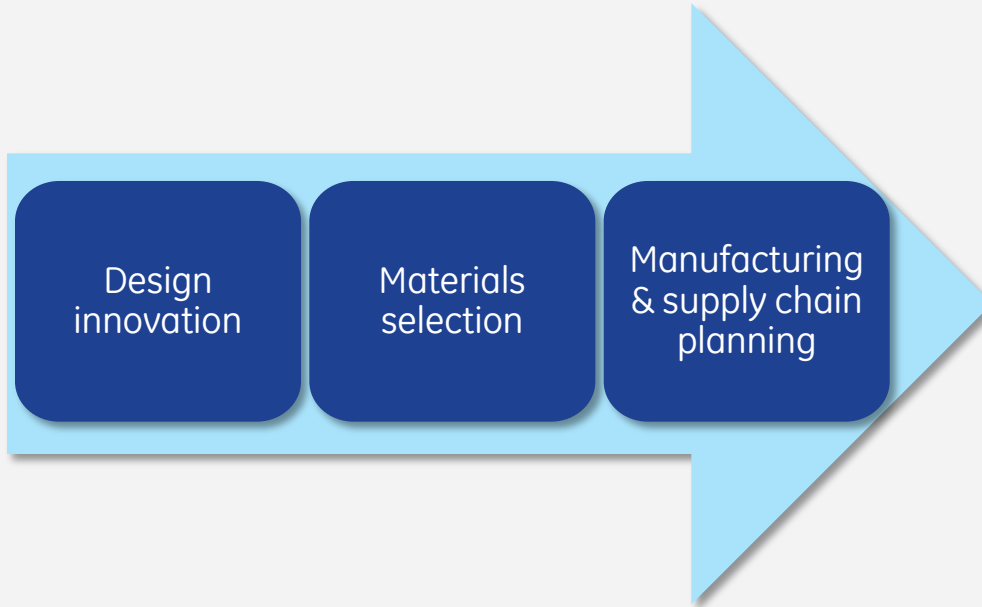 Design
innovation
Materials
selection
Manufacturing
& supply chain
planning